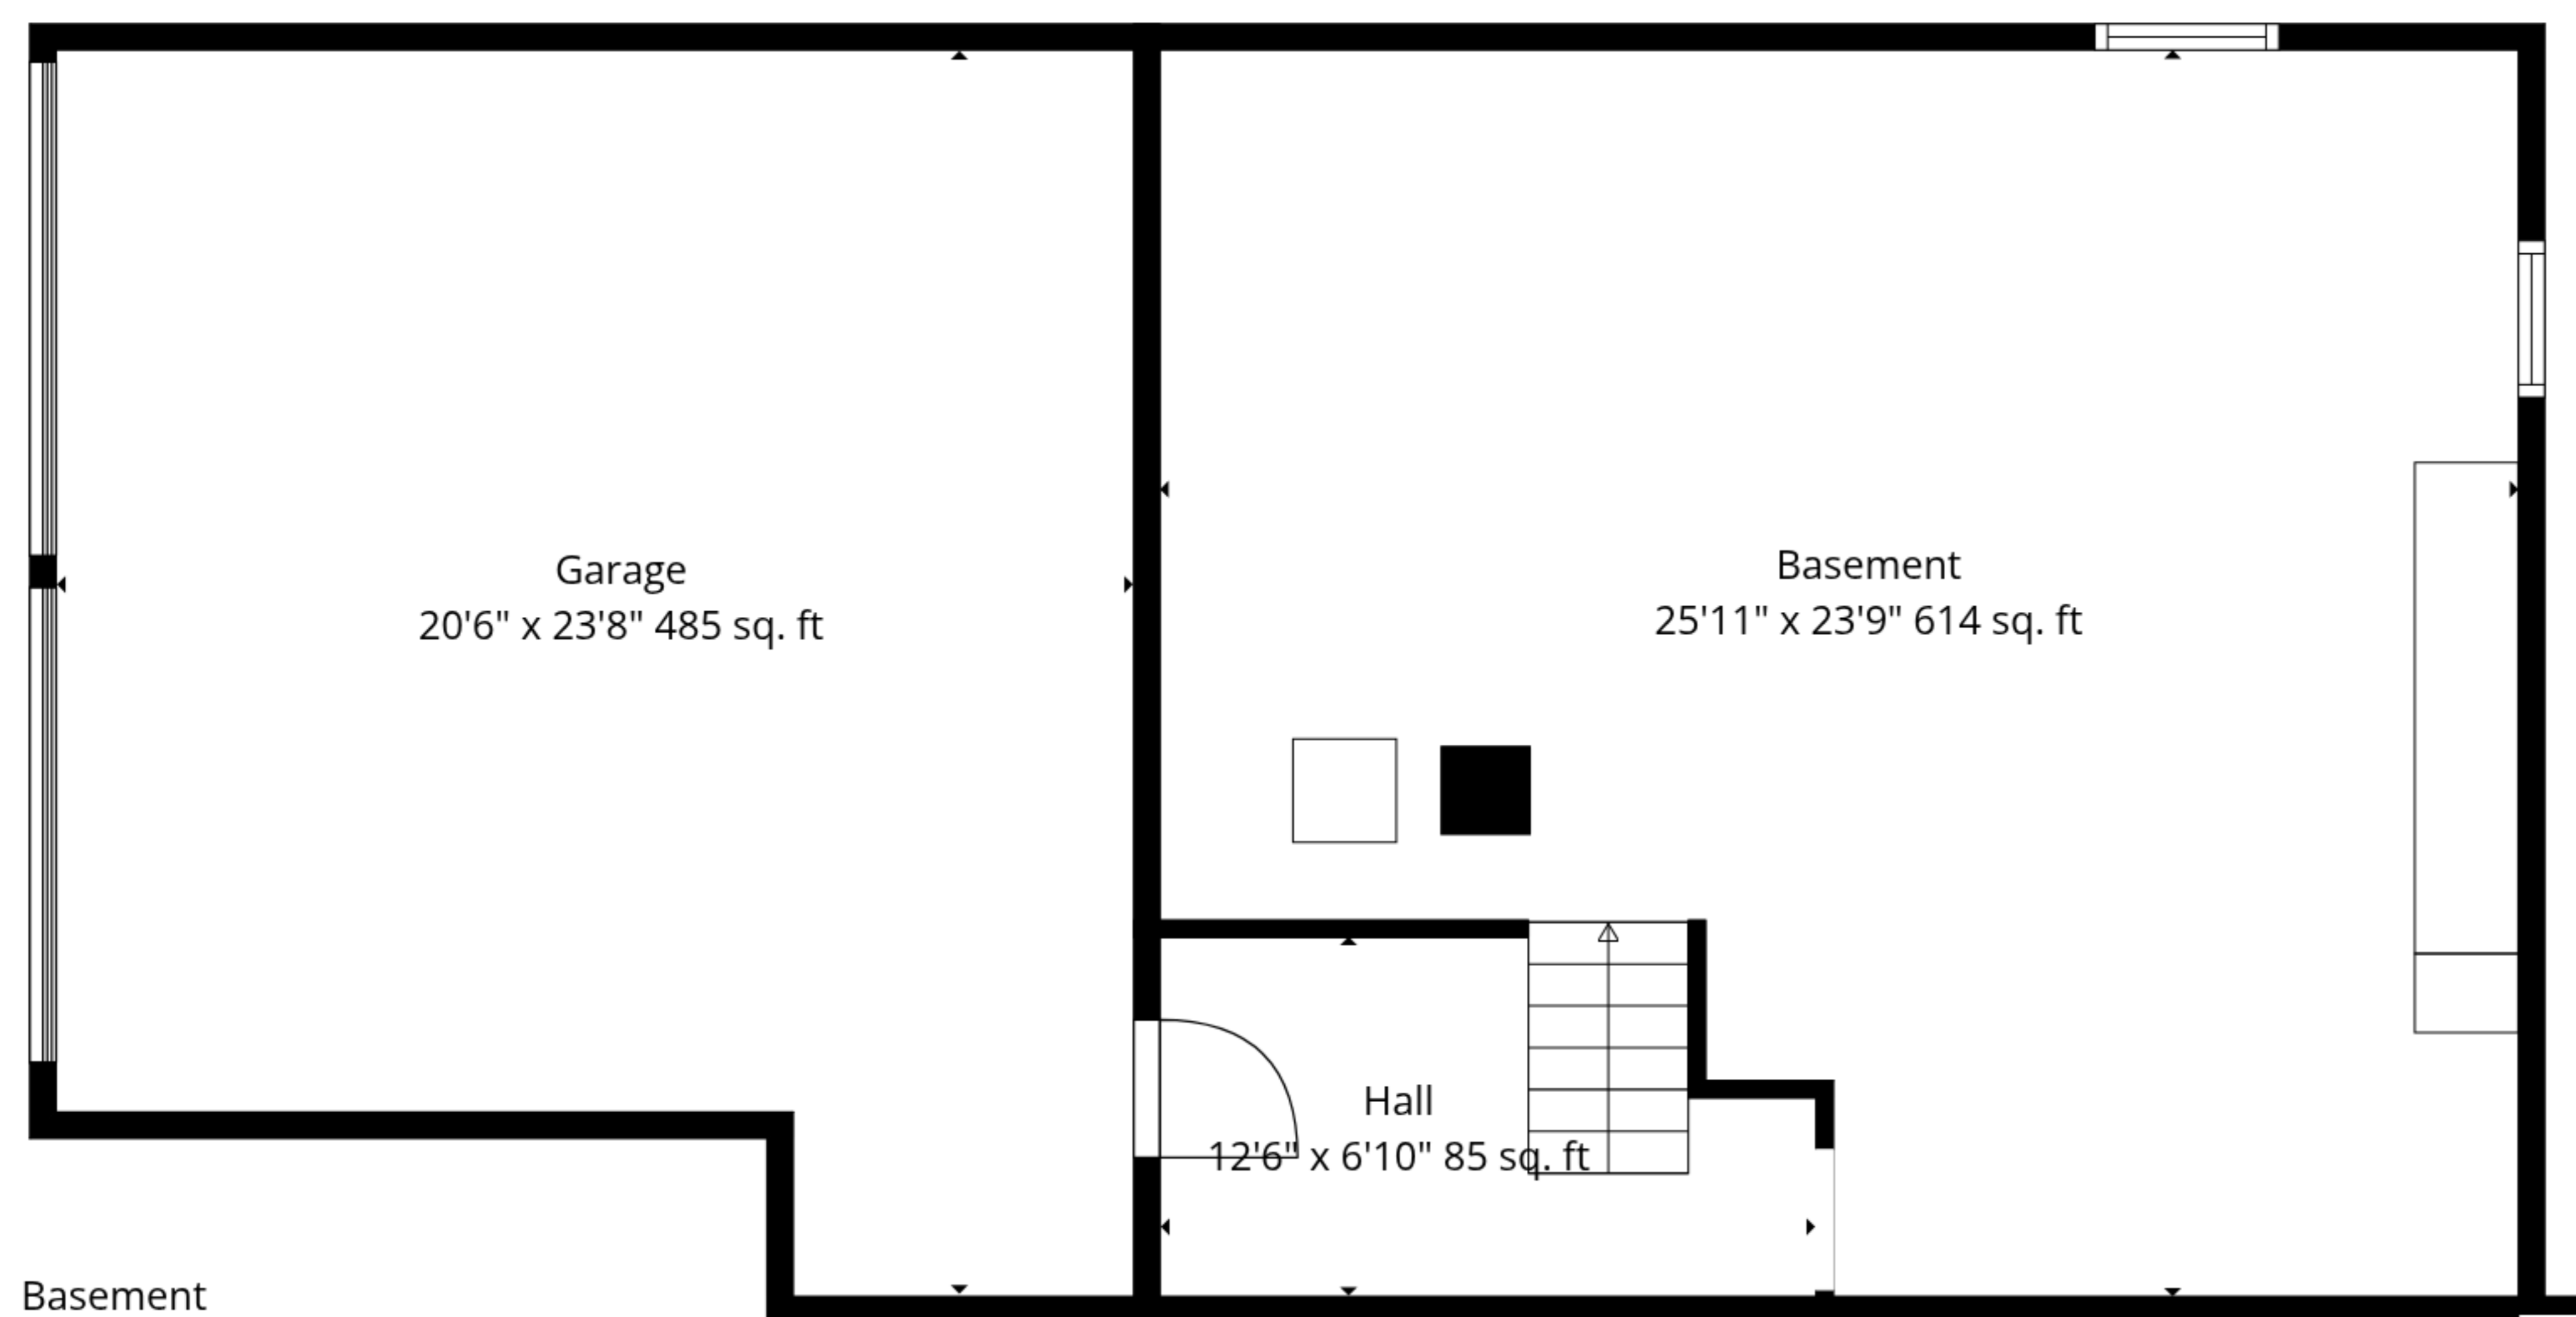 Garage
20'6" x 23'8" 485 sq. ft
Basement
25'11" x 23'9" 614 sq. ft
Hall
12'6" x 6'10" 85 sq. ft
Basement